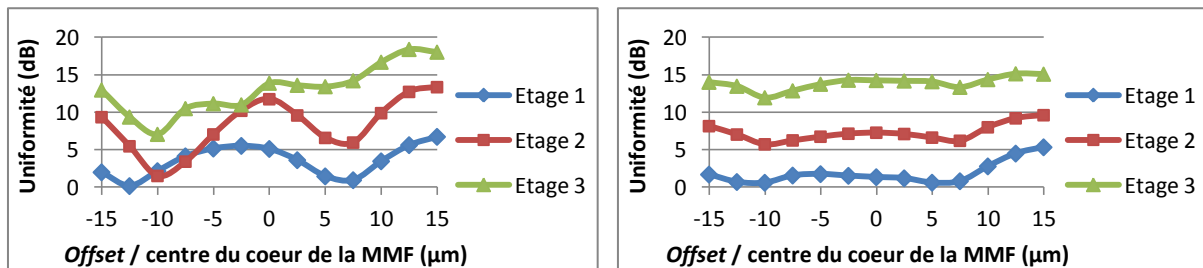 Uniformité (dB)
20
15
10
5
0
-15 -10 -5 0 5 10 15
Offset / centre du coeur de la MMF (µm)
Etage 1
Etage 2
Etage 3
Uniformité (dB)
20
15
10
5
0
-15 -10 -5 0 5 10 15
Offset / centre du coeur de la MMF (µm)
Etage 1
Etage 2
Etage 3